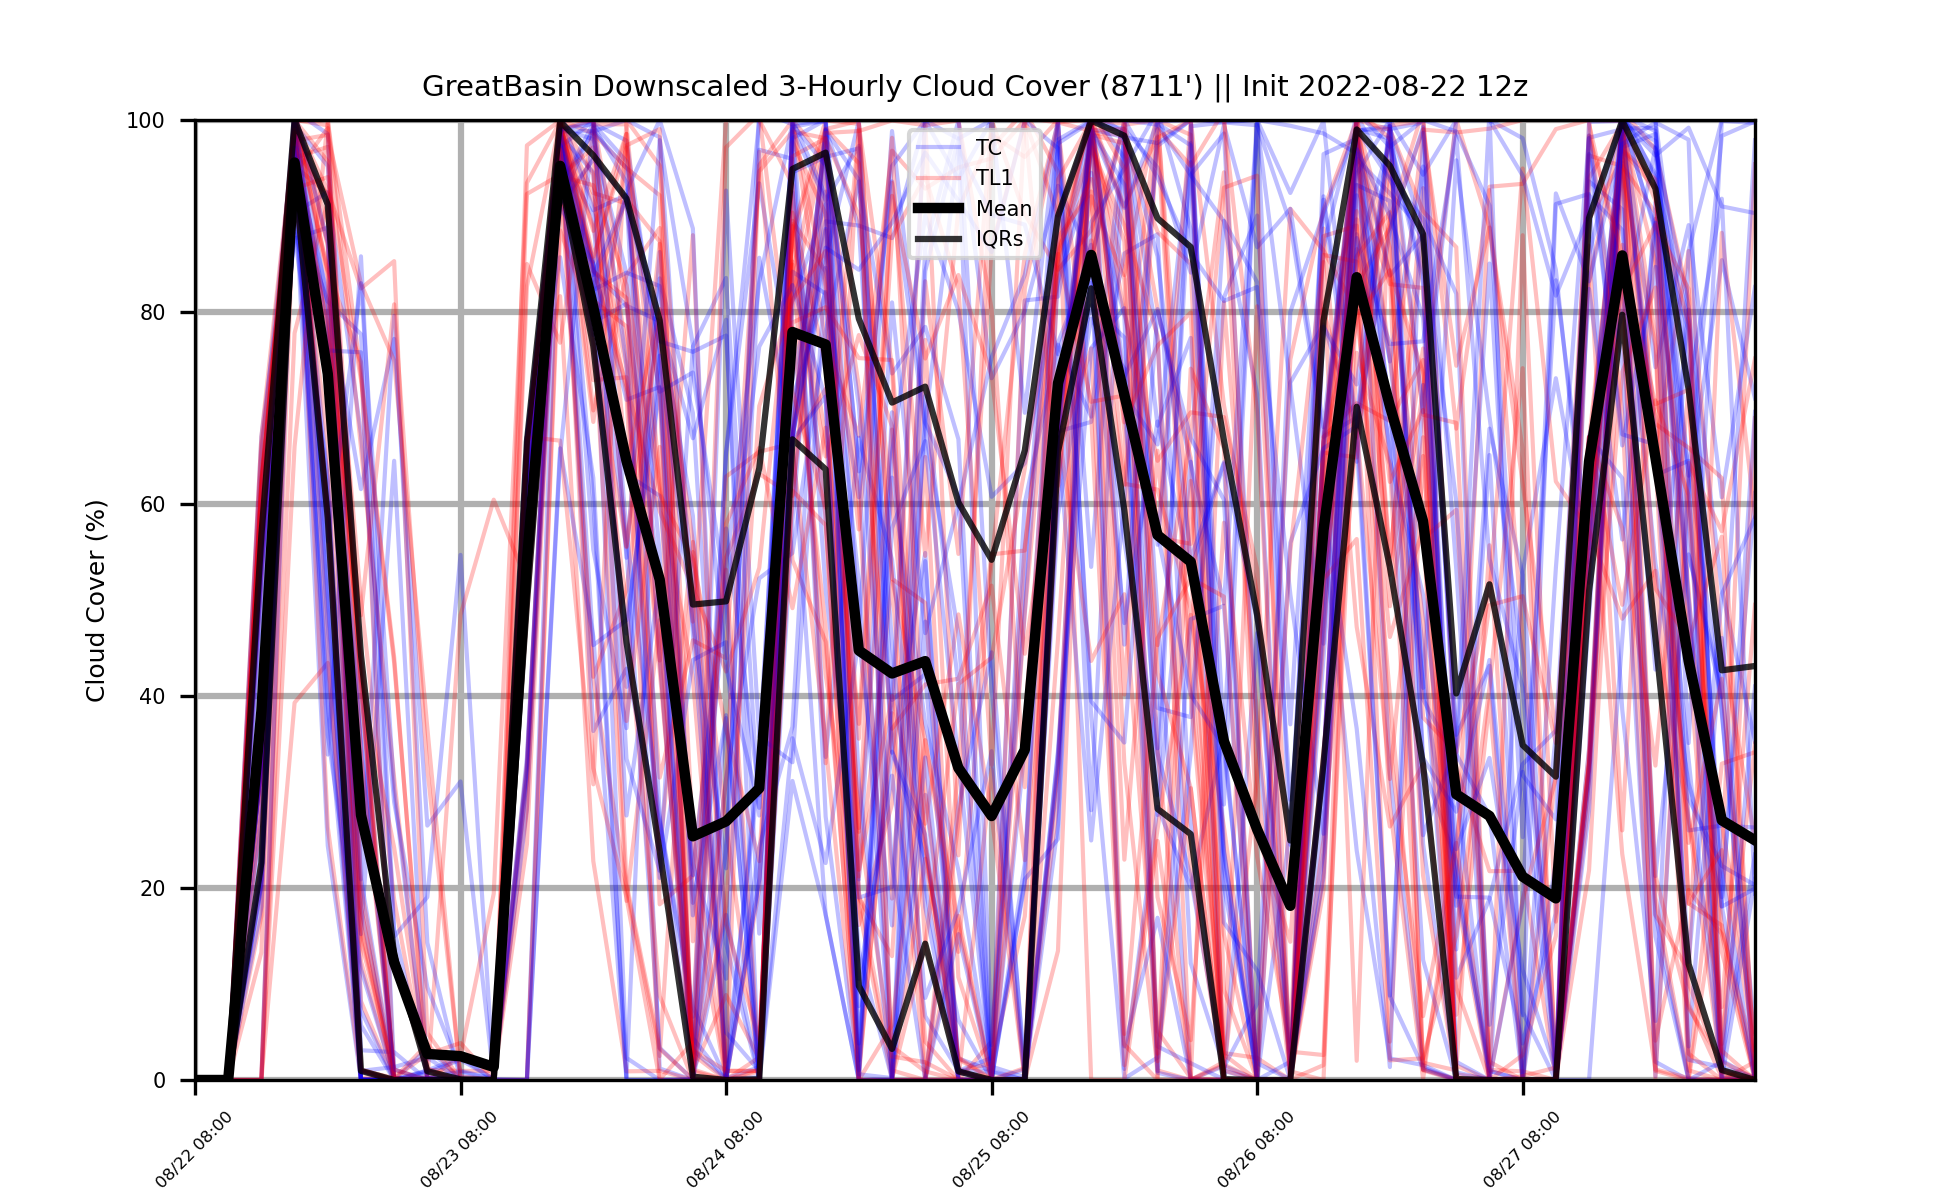 GreatBasin Downscaled 3-Hourly Cloud Cover (8711') || Init 2022-08-22 12z
Cloud Cover (%)
100
80
60
40
20
0
TC
TL1
Mean
IQRs
08/22 08:00
08/23 08:00
08/24 08:00
08/25 08:00
08/26 08:00
08/27 08:00